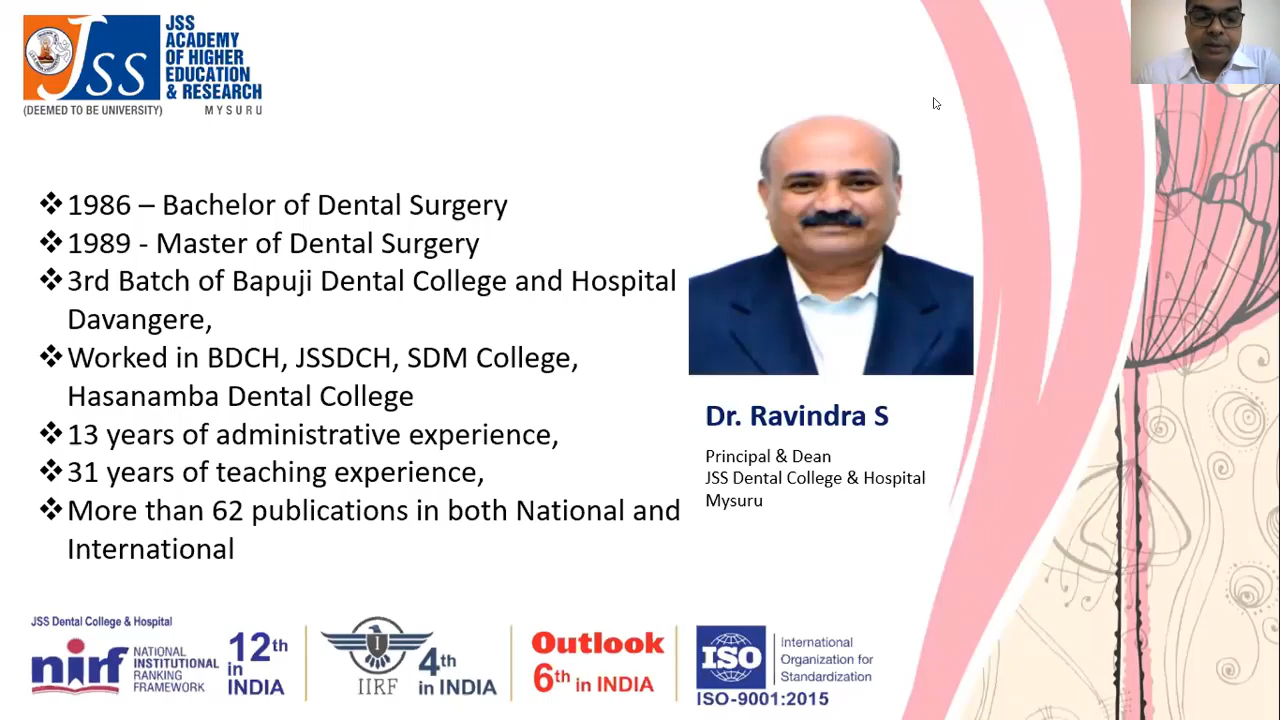 JSS
JSS
ACADEMY
OF HIGHER
EDUCATION
& RESEARCH
(DEEMED TO BE UNIVERSITY) MYSURU
❖1986 – Bachelor of Dental Surgery
❖1989 - Master of Dental Surgery
❖3rd Batch of Bapuji Dental College and Hospital
Davangere,
❖Worked in BDCH, JSSDCH, SDM College,
Hasanamba Dental College
❖13 years of administrative experience,
❖31 years of teaching experience,
❖More than 62 publications in both National and
International
Dr. Ravindra S
Principal & Dean
JSS Dental College & Hospital
Mysuru
JSS Dental College & Hospital
nirf
NATIONAL
INSTITUTIONAL
RANKING
FRAMEWORK
12th
in
INDIA
IIRF
4th
in INDIA
Outlook
6th in INDIA
ISO
International
Organization for
Standardization
ISO-9001:2015